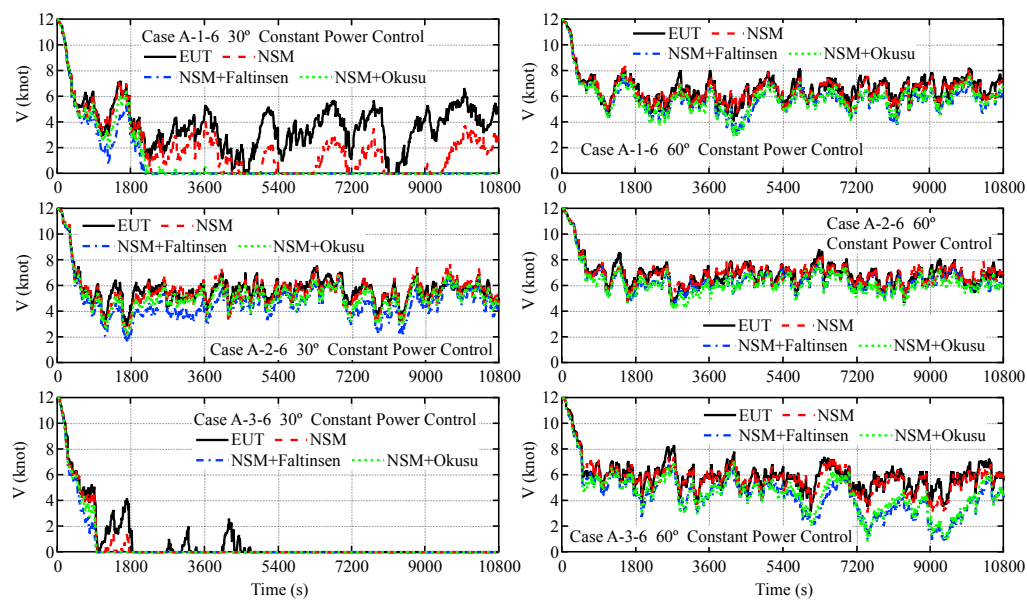 Case A-1-6 30º Constant Power Control
EUT NSM
NSM+Faltinsen NSM+Okusu
V (knot)
12
10
8
6
4
2
0
0 1800 3600 5400 7200 9000 10800
EUT NSM
NSM+Faltinsen NSM+Okusu
Case A-1-6 60º Constant Power Control
V (knot)
12
10
8
6
4
2
0
0 1800 3600 5400 7200 9000 10800
EUT NSM
NSM+Faltinsen NSM+Okusu
Case A-2-6 30º Constant Power Control
V (knot)
12
10
8
6
4
2
0
0 1800 3600 5400 7200 9000 10800
Case A-2-6 60º
Constant Power Control
EUT NSM
NSM+Faltinsen NSM+Okusu
V (knot)
12
10
8
6
4
2
0
0 1800 3600 5400 7200 9000 10800
Case A-3-6 30º Constant Power Control
EUT NSM
NSM+Faltinsen NSM+Okusu
V (knot)
12
10
8
6
4
2
0
0 1800 3600 5400 7200 9000 10800
Time (s)
EUT NSM
NSM+Faltinsen NSM+Okusu
Case A-3-6 60º Constant Power Control
V (knot)
12
10
8
6
4
2
0
0 1800 3600 5400 7200 9000 10800
Time (s)